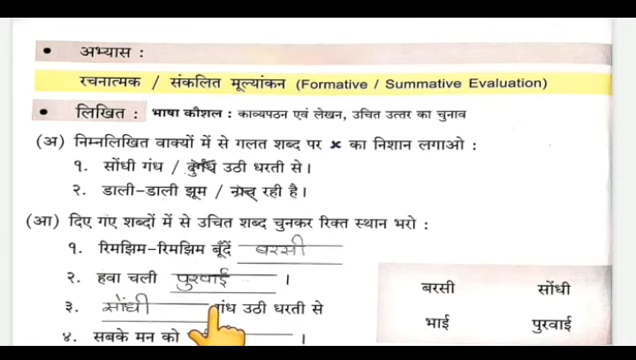 • अभ्यास :
रचनात्मक / संकलित मूल्यांकन (Formative / Summative Evaluation)
• लिखित : भाषा कौशल : काव्यपठन एवं लेखन, उचित उत्तर का चुनाव
(अ) निम्नलिखित वाक्यों में से गलत शब्द पर × का निशान लगाओ :
१. सोंधी गंध / दुर्गंध उठी धरती से।
२. डाली-डाली झूम / नाच रही है।
(आ) दिए गए शब्दों में से उचित शब्द चुनकर रिक्त स्थान भरो :
१. रिमझिम-रिमझिम बूँदें बरसी
२. हवा चली पुरवाई ।
३. सोंधी गंध उठी धरती से
४. सबके मन को ।
बरसी सोंधी
भाई पुरवाई